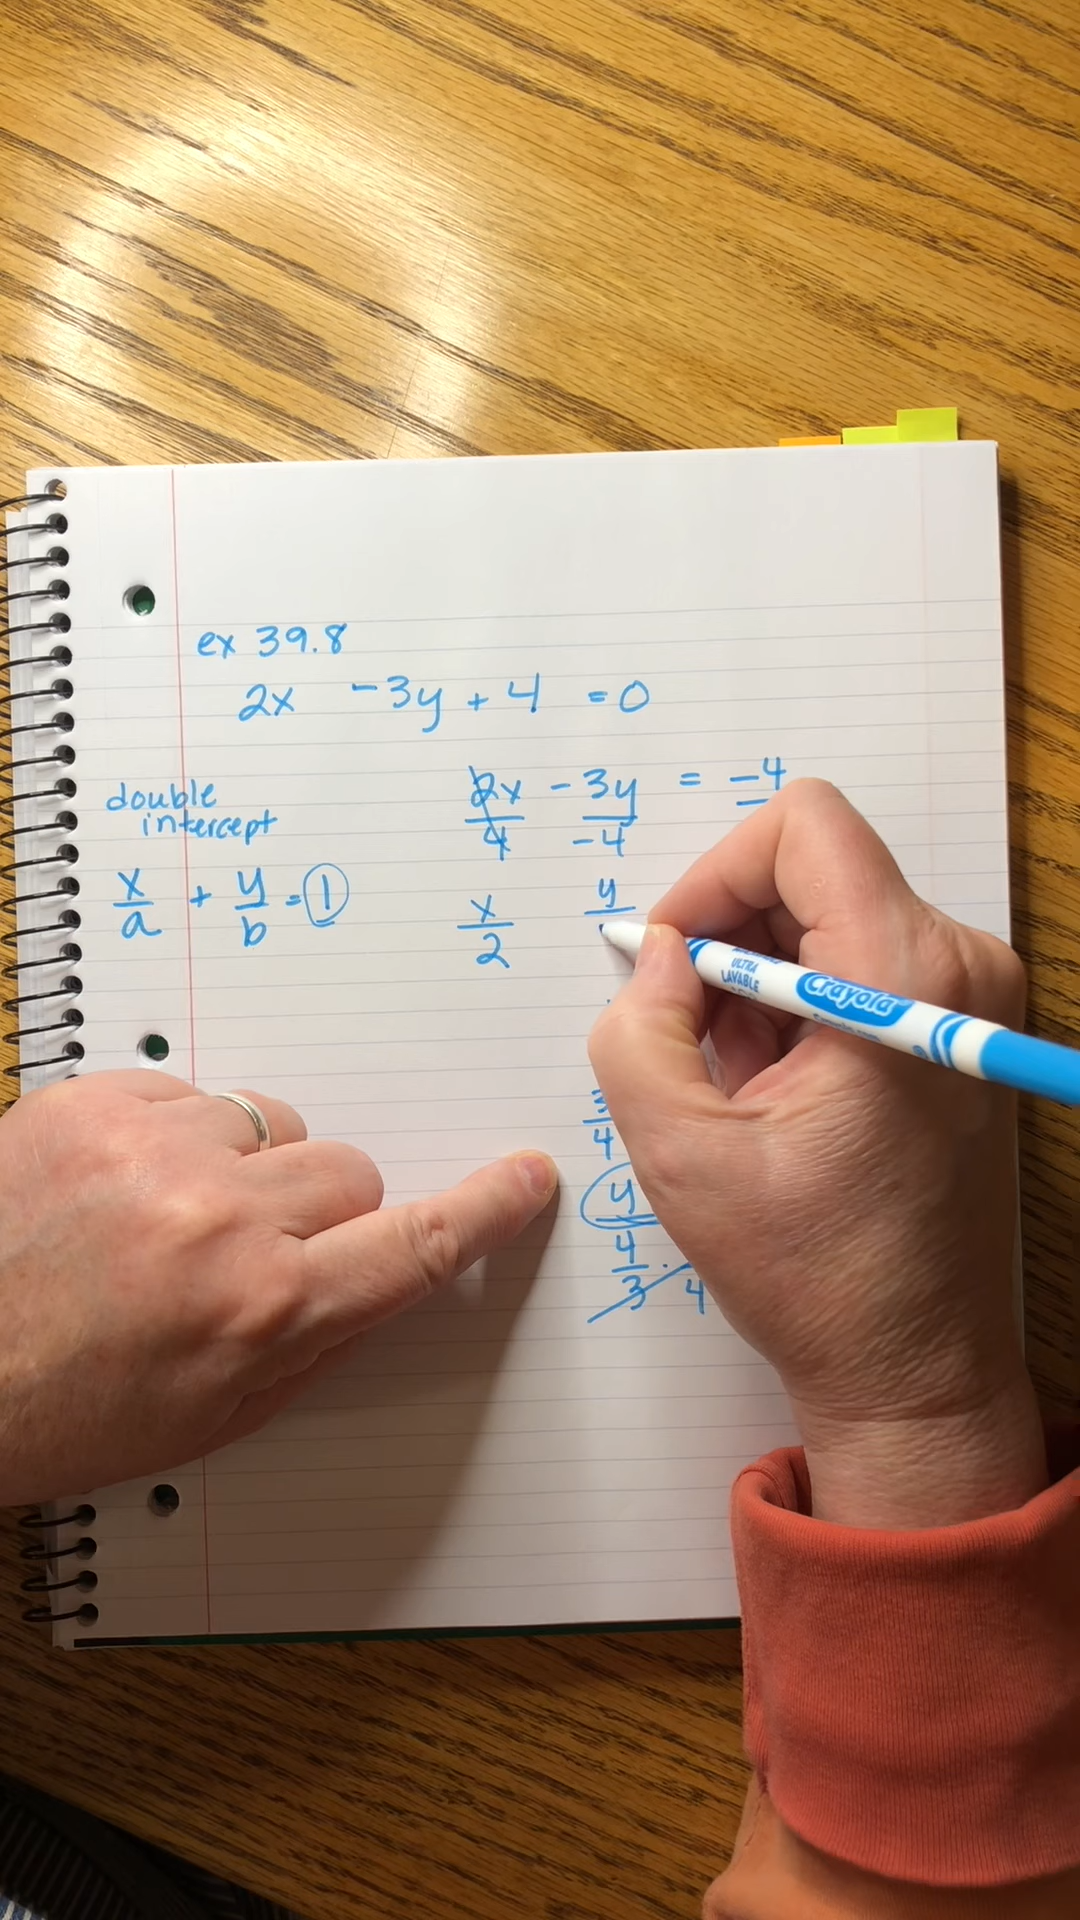 ex 39.8
2x - 3y + 4 = 0
double
intercept
x/a + y/b = 1
2x/4 - 3y/-4 = -4
x/2 y/
3/4
y
4/3 · /4
ULTRA
LAVABLE
Crayola